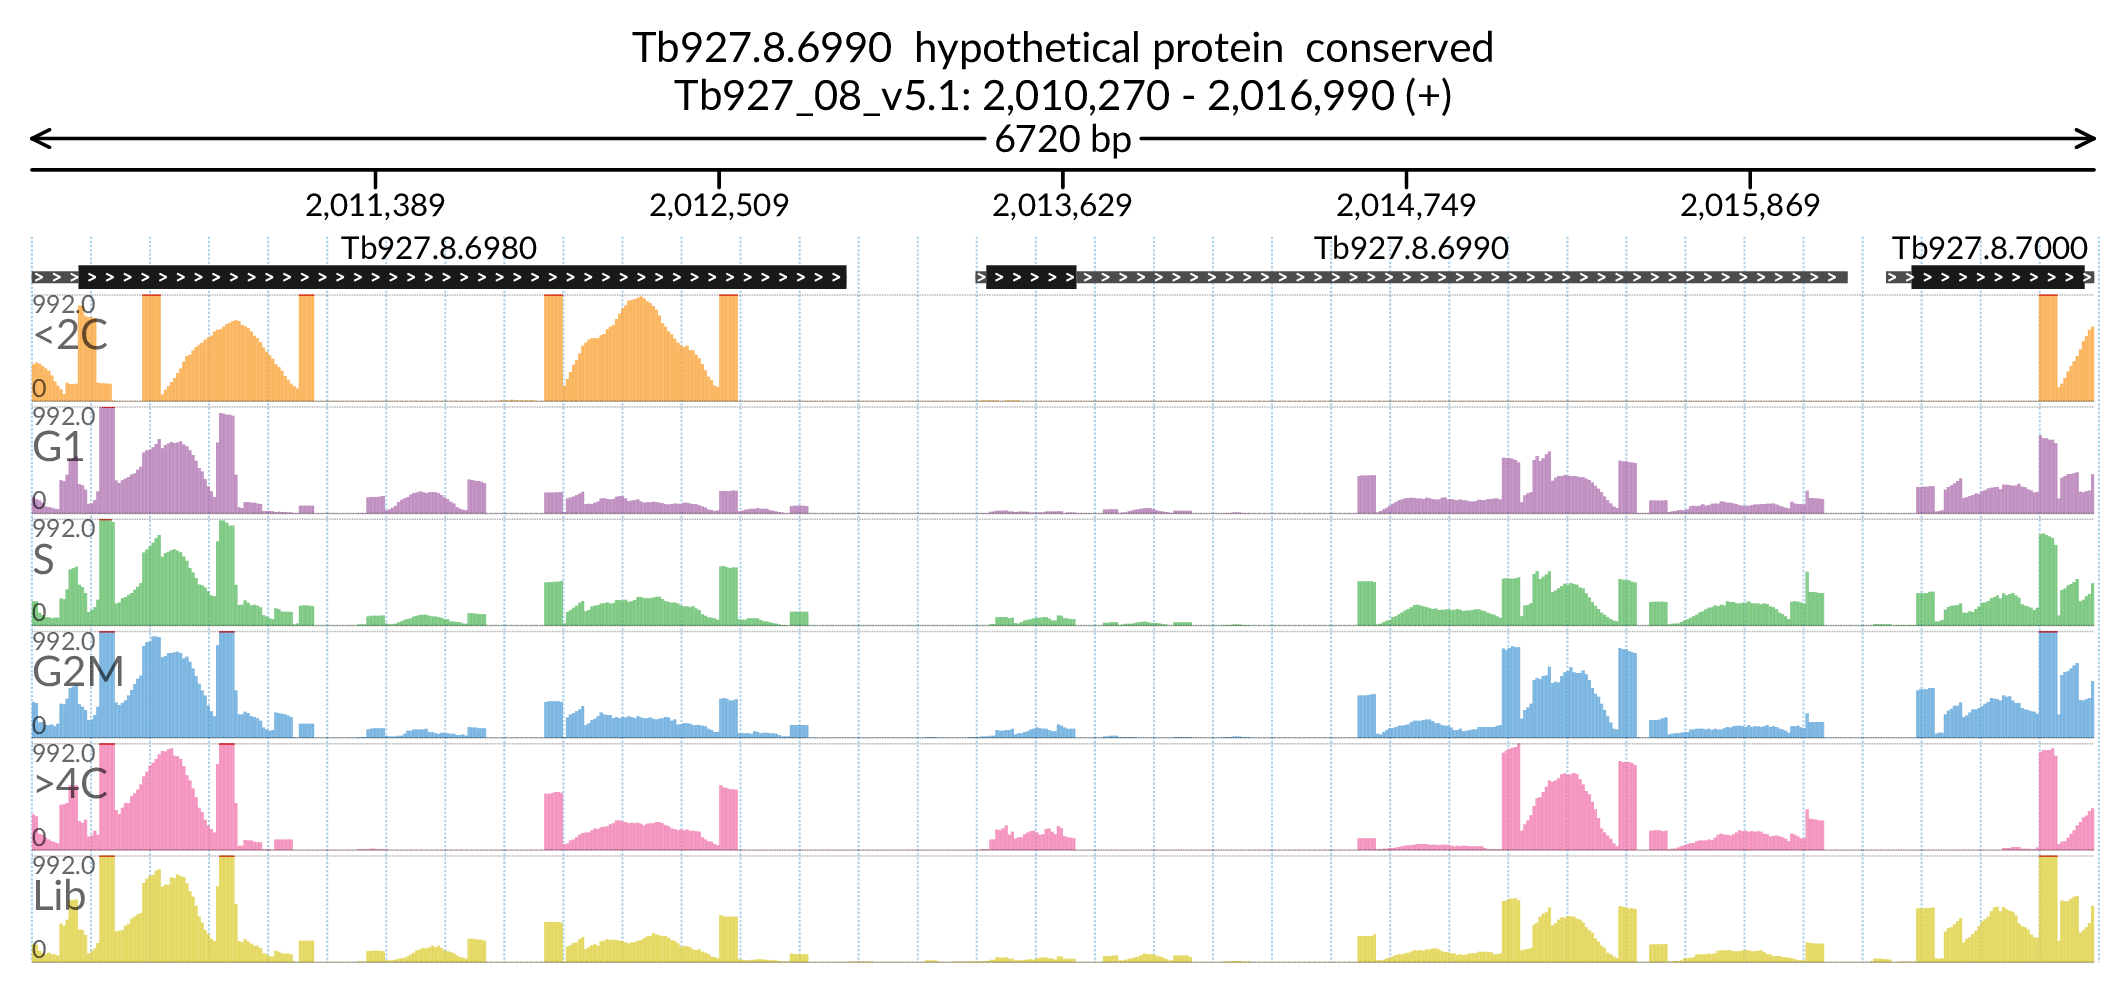 Tb927.8.6990  hypothetical protein  conserved
Tb927_08_v5.1: 2,010,270 - 2,016,990 (+)
6720 bp
2,011,389 2,012,509 2,013,629 2,014,749 2,015,869
Tb927.8.6980 Tb927.8.6990 Tb927.8.7000
992.0
<2C
0
992.0
G1
0
992.0
S
0
992.0
G2M
0
992.0
>4C
0
992.0
Lib
0